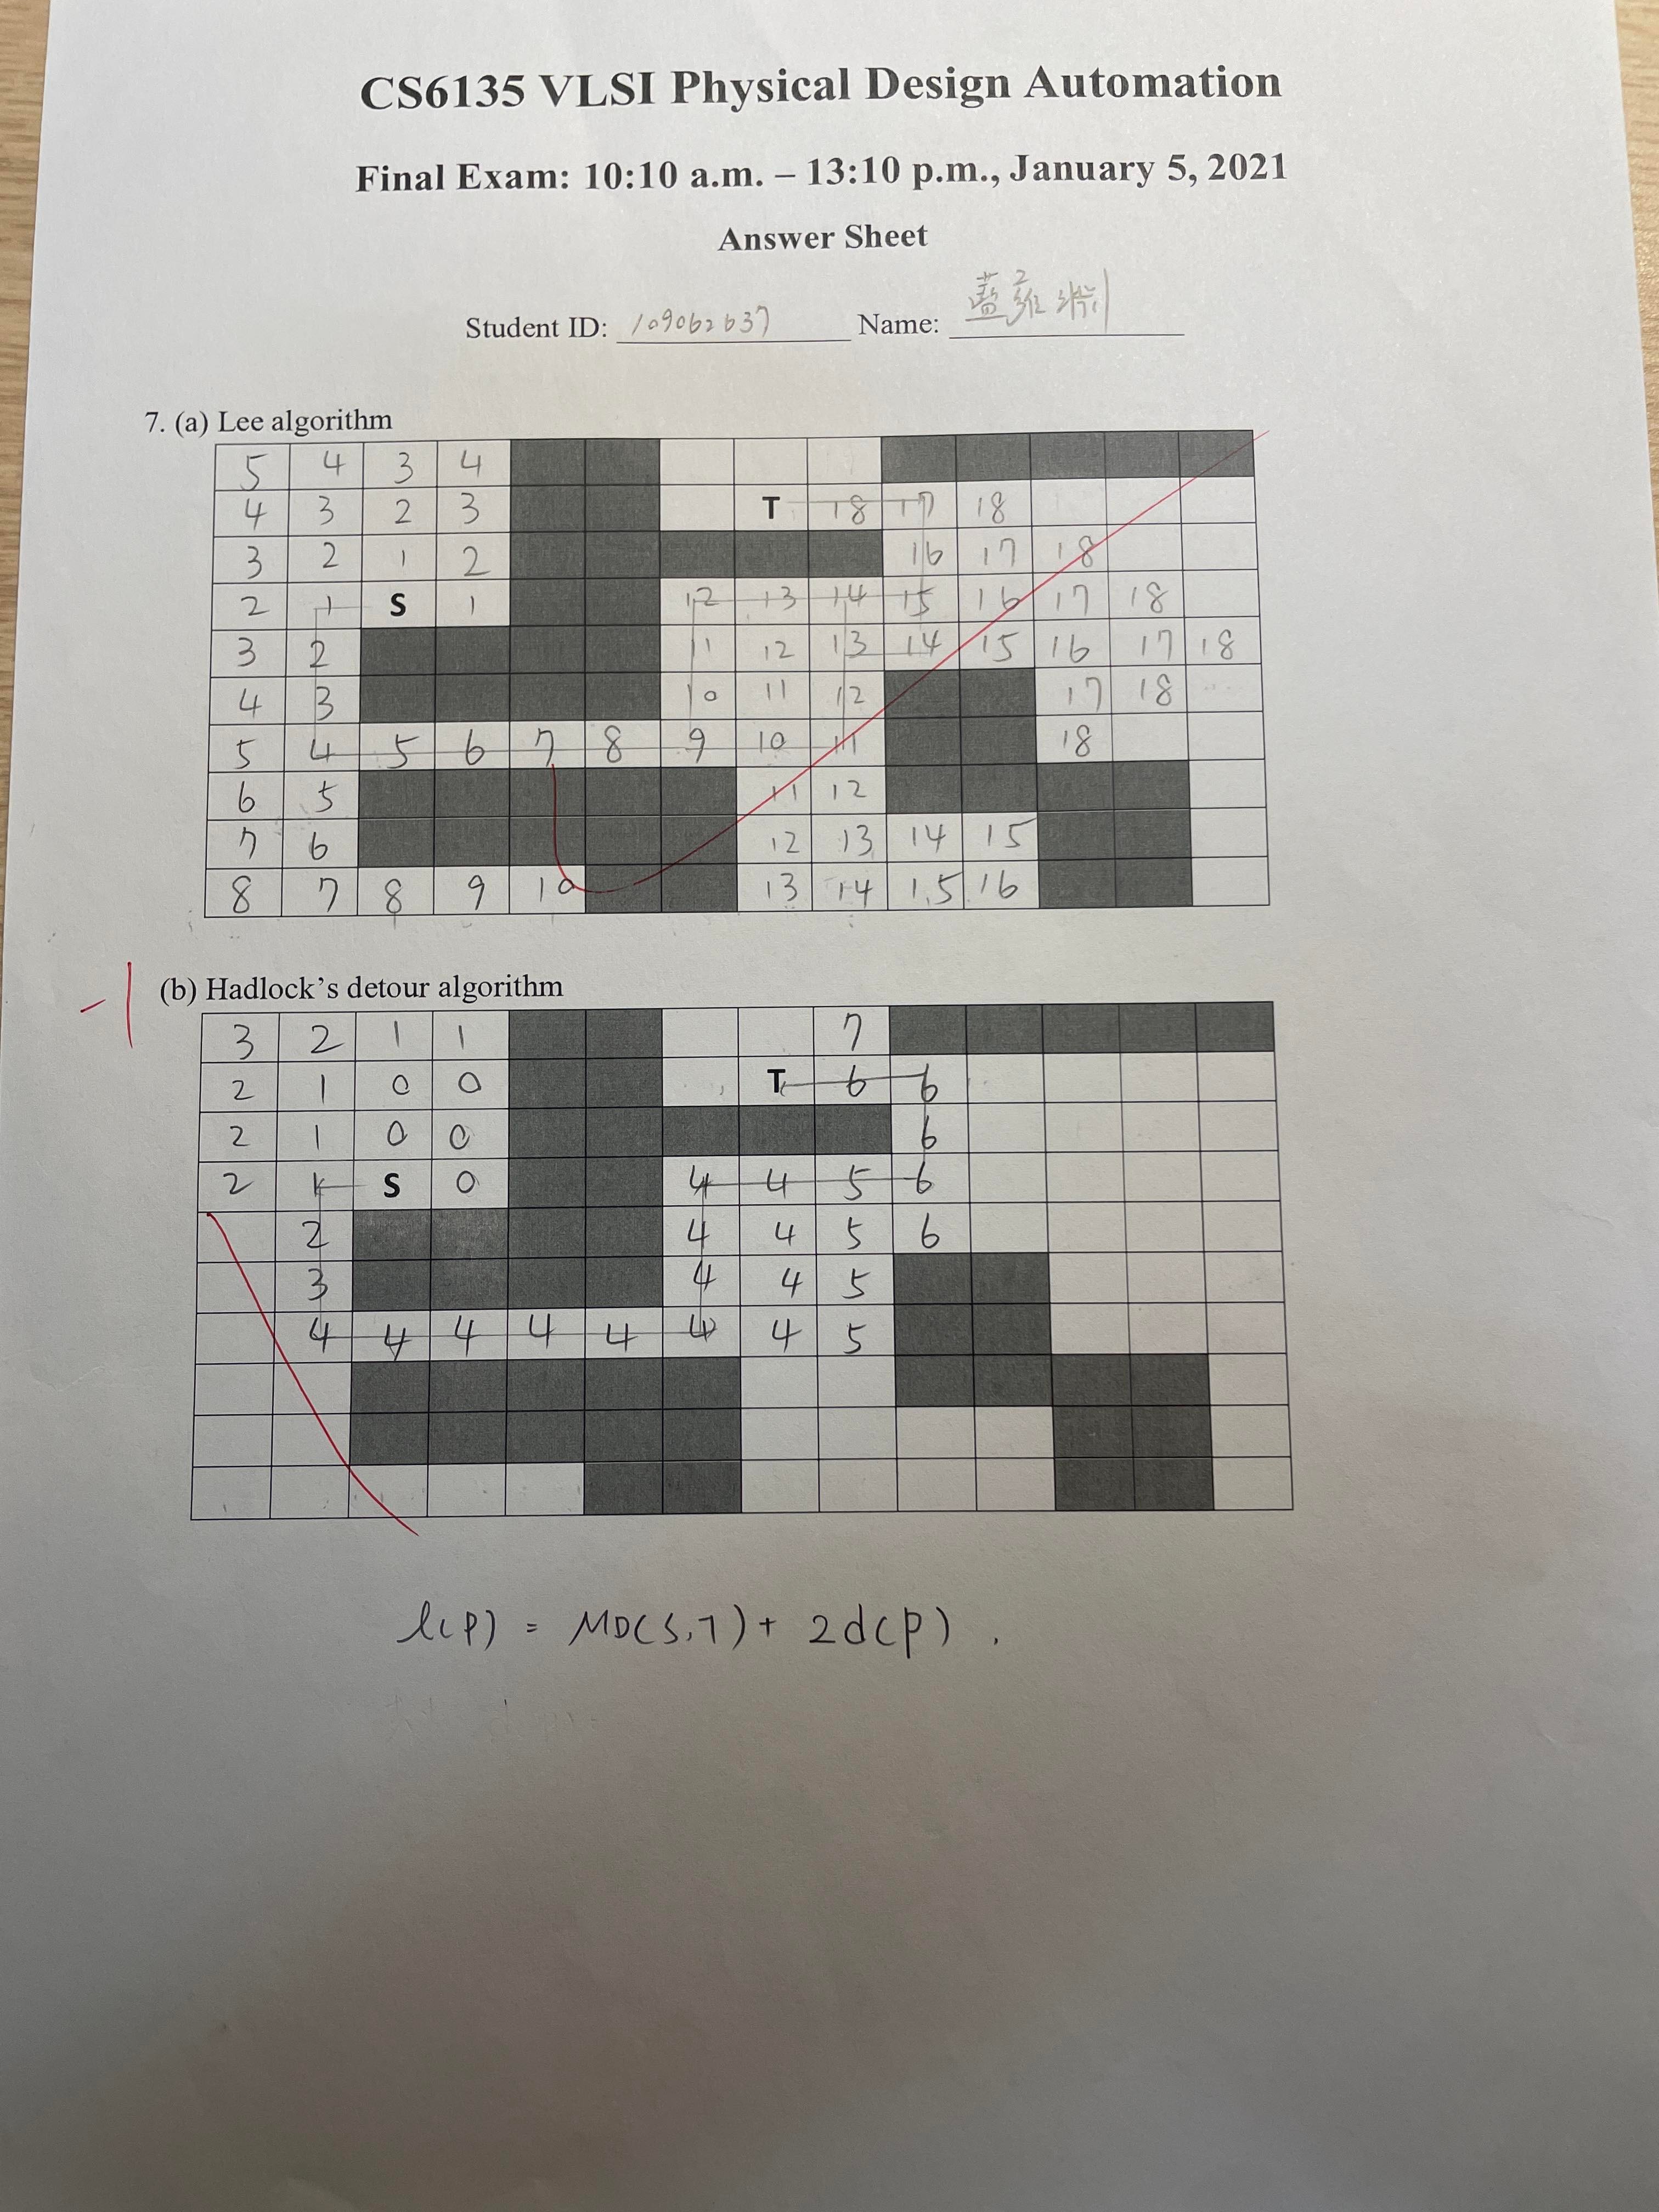 CS6135 VLSI Physical Design Automation
Final Exam: 10:10 a.m. – 13:10 p.m., January 5, 2021
Answer Sheet
Student ID: 109062637 Name: 藍
7. (a) Lee algorithm
5 4 3 4
4 3 2 3 T 18 17 18
3 2 1 2 16 17 18
2 1 S 1 12 13 14 15 16 17 18
3 2 11 12 13 14 15 16 17 18
4 3 10 11 12 17 18
5 4 5 6 7 8 9 10 11 18
6 5 11 12
7 6 12 13 14 15
8 7 8 9 10 13 14 15 16
-1 (b) Hadlock’s detour algorithm
3 2 1 1 7
2 1 0 0 T 6 6
2 1 0 0 6
2 1 S 0 4 4 5 6
2 4 4 5 6
3 4 4 5
4 4 4 4 4 4 4 5
l(P) = MD(S,T) + 2d(P).